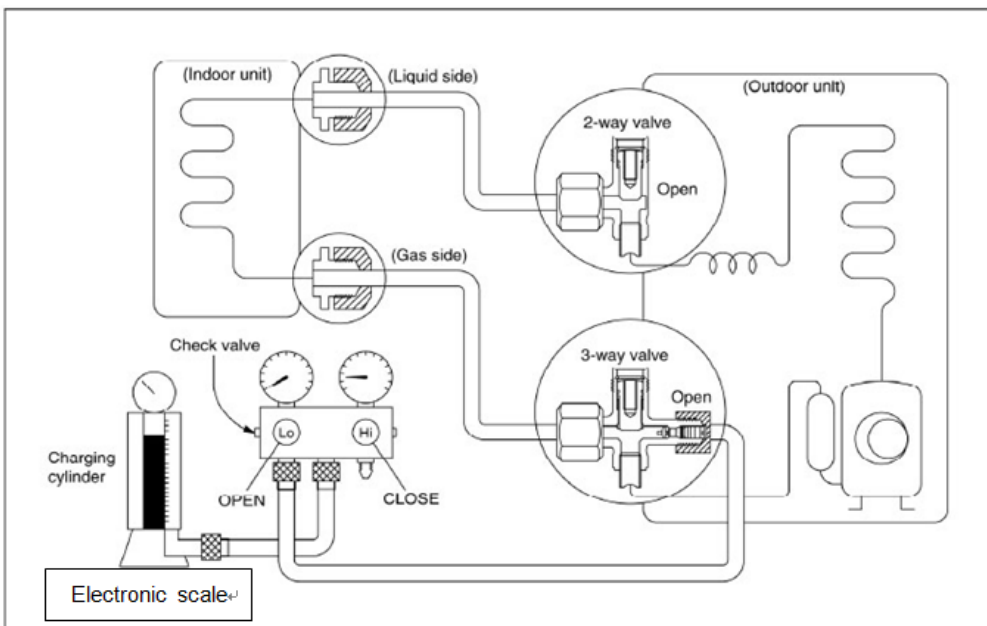 (Indoor unit)
(Liquid side)
(Outdoor unit)
2-way valve
Open
(Gas side)
Check valve
3-way valve
Open
Lo
Hi
Charging
cylinder
OPEN
CLOSE
Electronic scale↵